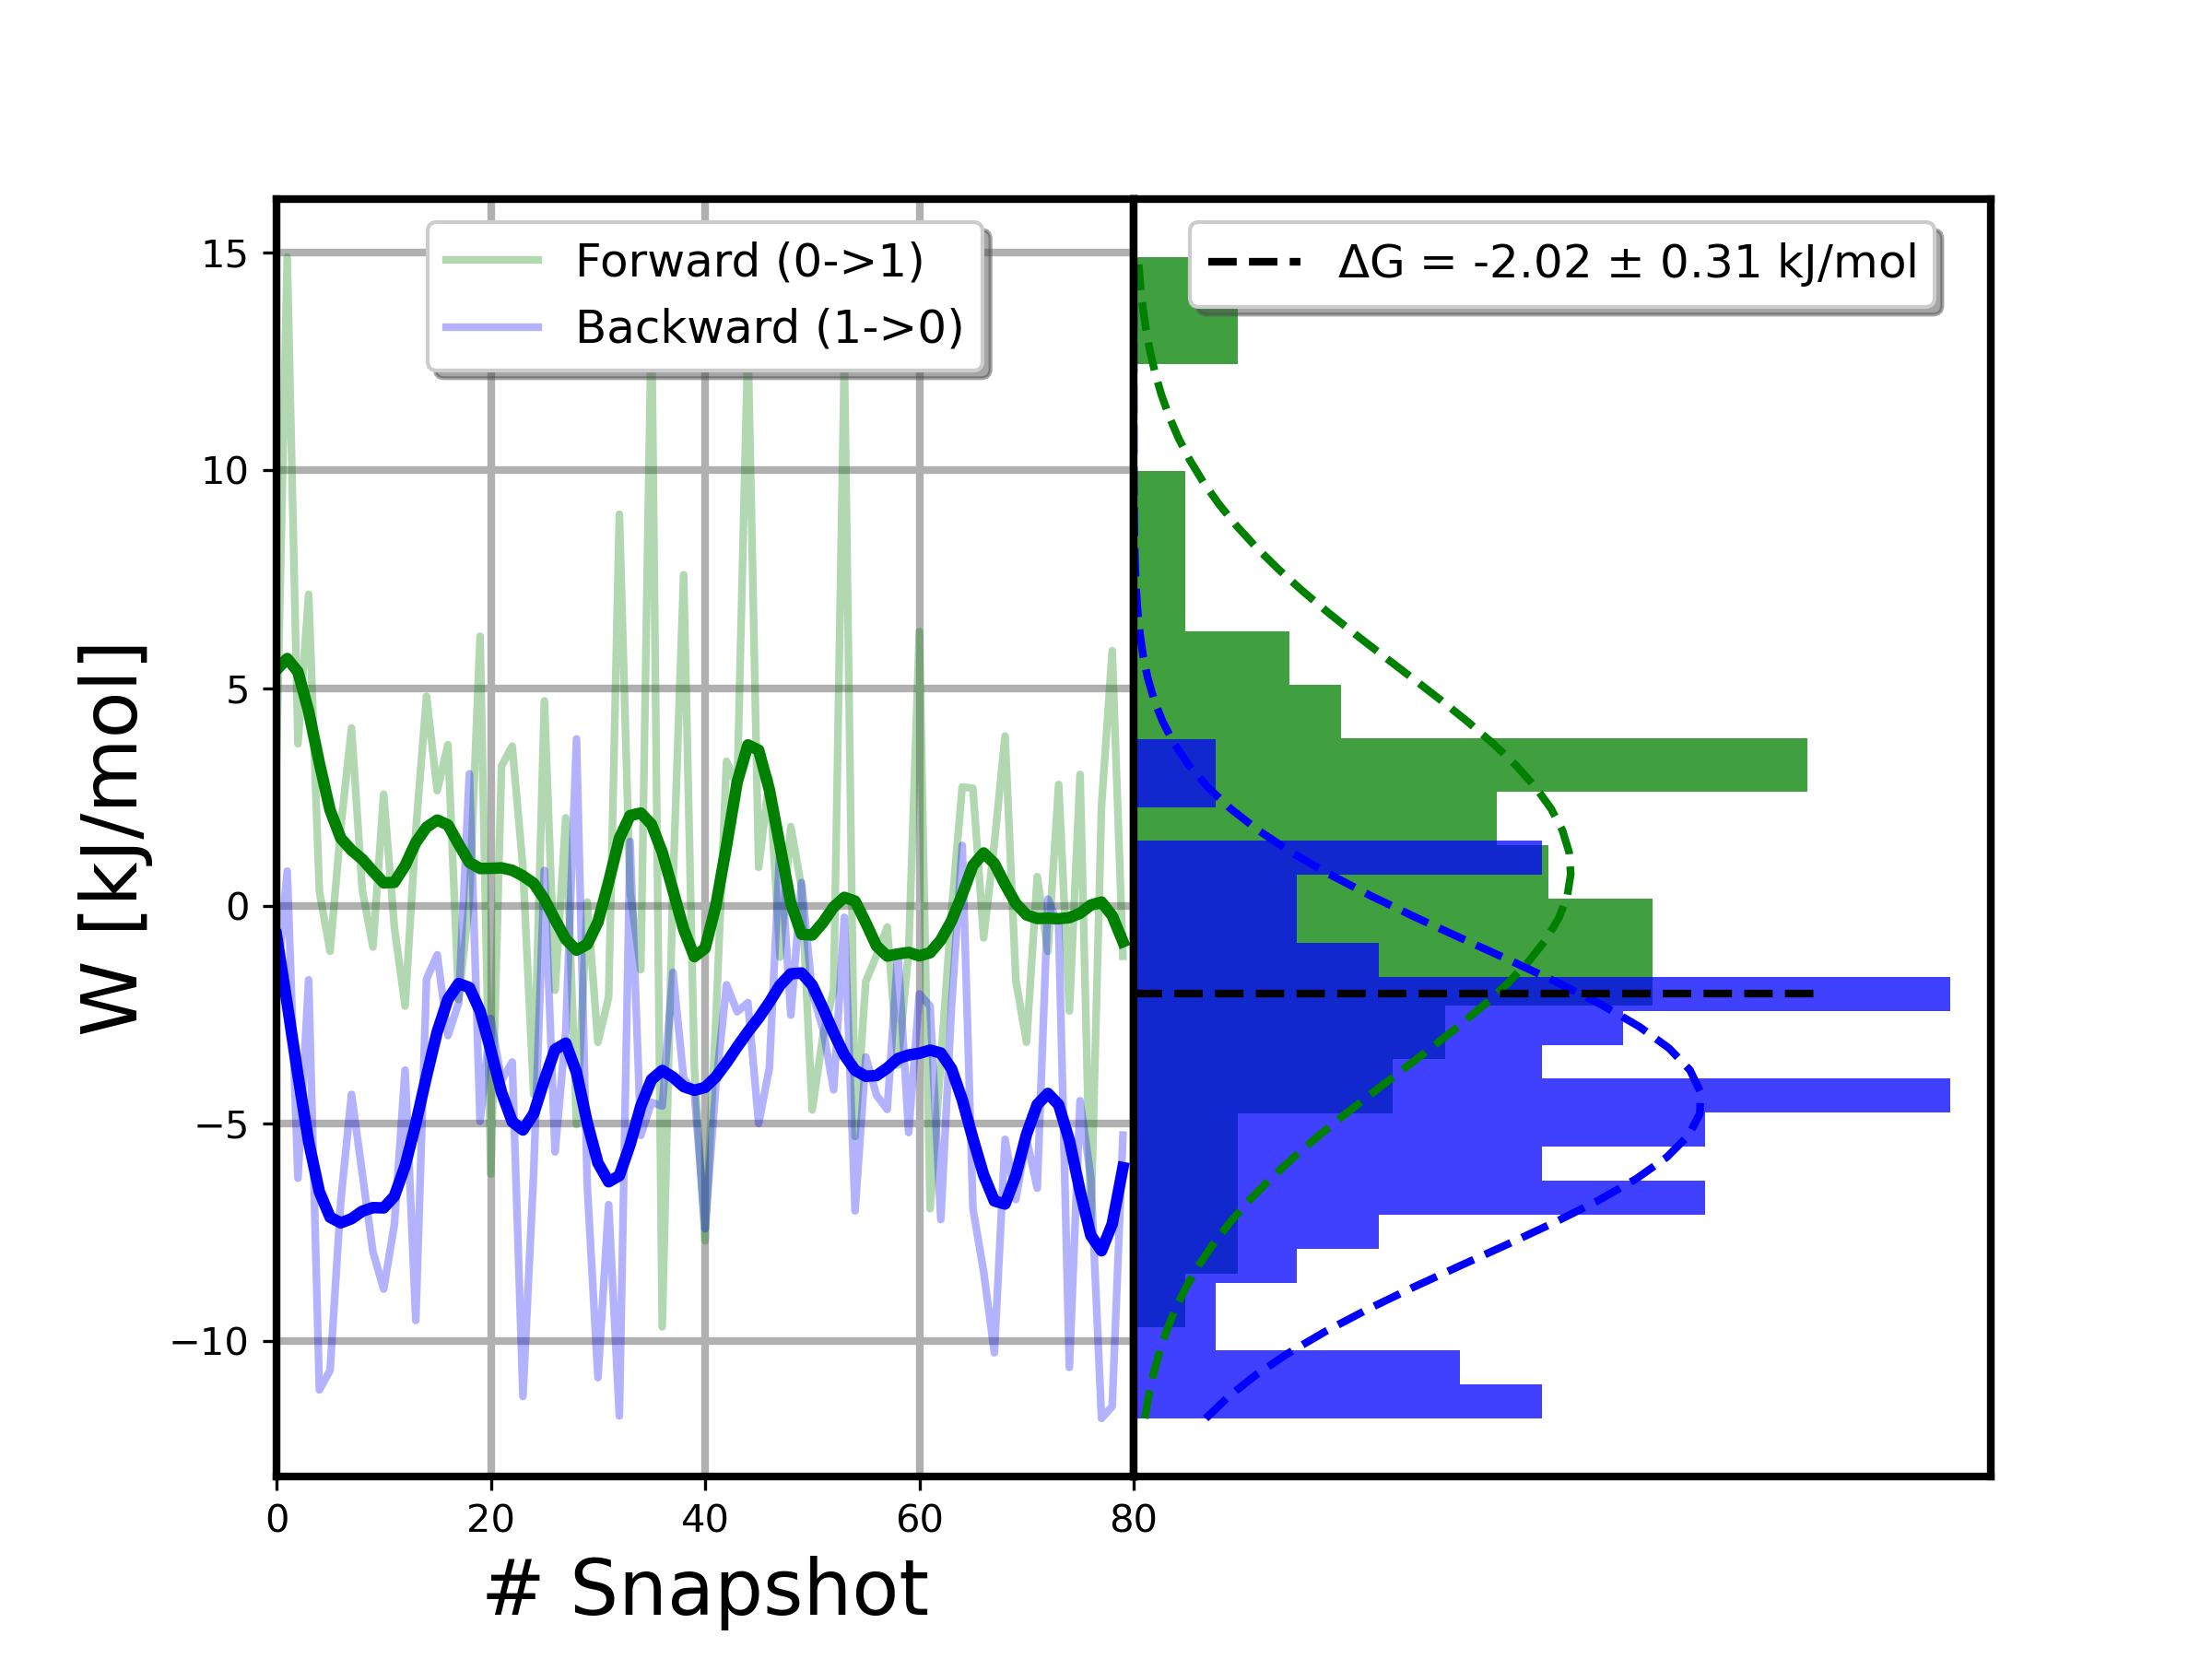 Forward (0->1)
Backward (1->0)
ΔG = -2.02 ± 0.31 kJ/mol
W [kJ/mol]
15
10
5
0
−5
−10
0 20 40 60 80
# Snapshot